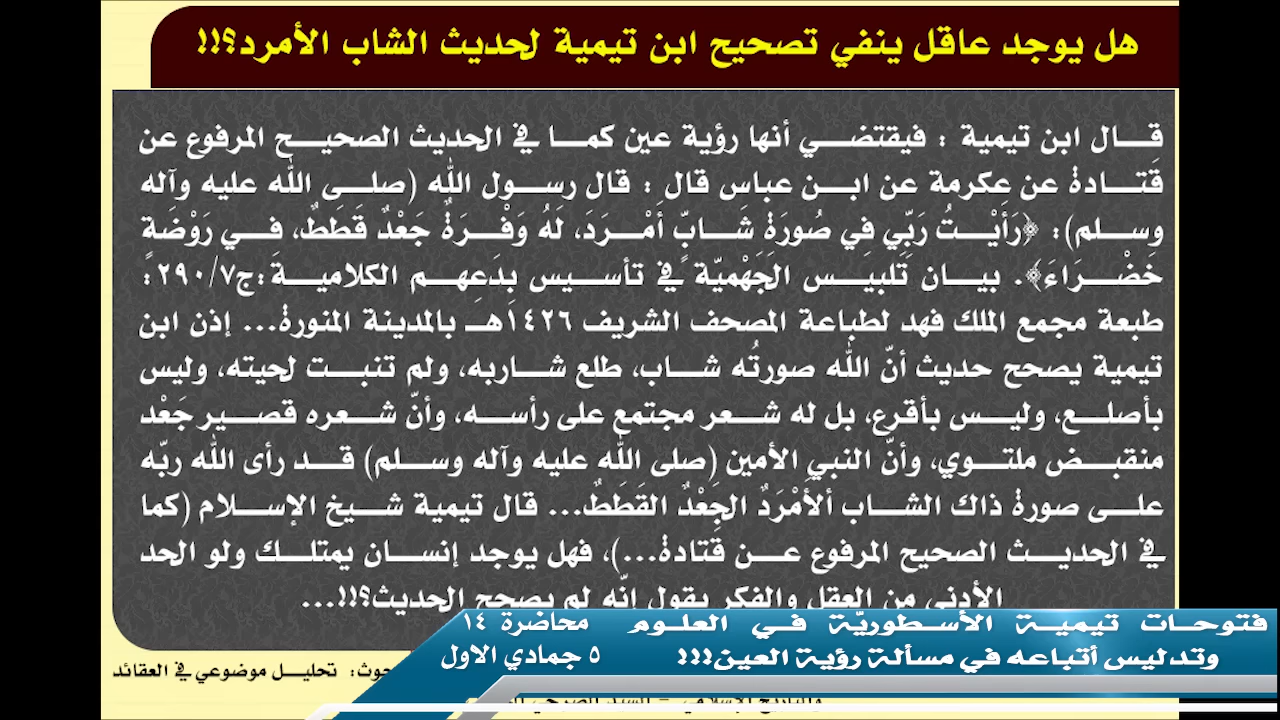 هل يوجد عاقل ينفي تصحيح ابن تيمية لحديث الشاب الأمرد؟!!
قال ابن تيمية : فيقتضي أنها رؤية عين كما في الحديث الصحيح المرفوع عن
قَتادةَ عن عكرمة عن ابن عباس قال : قال رسول الله (صلى الله عليه وآله
وسلم): ﴿رَأَيْتُ رَبِّي فِي صُورَةِ شَابٍّ أَمْرَدَ، لَهُ وَفْرَةٌ جَعْدٌ قَطَطٌ، فِي رَوْضَةٍ
خَضْرَاءَ﴾. بيان تَلبيَس الجَهْميّة في تأسيس بدَعهم الكلامية:ج٢٩٠/٧:
طبعة مجمع الملك فهد لطباعة المصحف الشريف ١٤٢٦هـ بالمدينة المنورة... إذن ابن
تيمية يصحح حديث أنّ الله صورتُه شاب، طلع شاربه، ولم تنبت لحيته، وليس
بأصلع، وليس بأقرع، بل له شعر مجتمع على رأسه، وأنّ شعره قصير جَعْد
منقبض ملتوي، وأنّ النبي الأمين (صلى الله عليه وآله وسلم) قد رأى الله ربّه
على صورة ذاك الشاب ألأَمْرَدٌ الجِعْدٌ القَطَطٌ... قال تيمية شيخ الإسلام (كما
في الحديث الصحيح المرفوع عن قتادة...)، فهل يوجد إنسان يمتلك ولو الحد
الأدنى من العقل والفكر يقول إنّه لم يصحح الحديث؟!!...
فتوحات تيمية الأسطوريّة في العلوم
وتدليس أتباعه في مسألة رؤية العين!!!
محاضرة ١٤
٥ جمادي الاول
تحليل موضوعي في العقائد